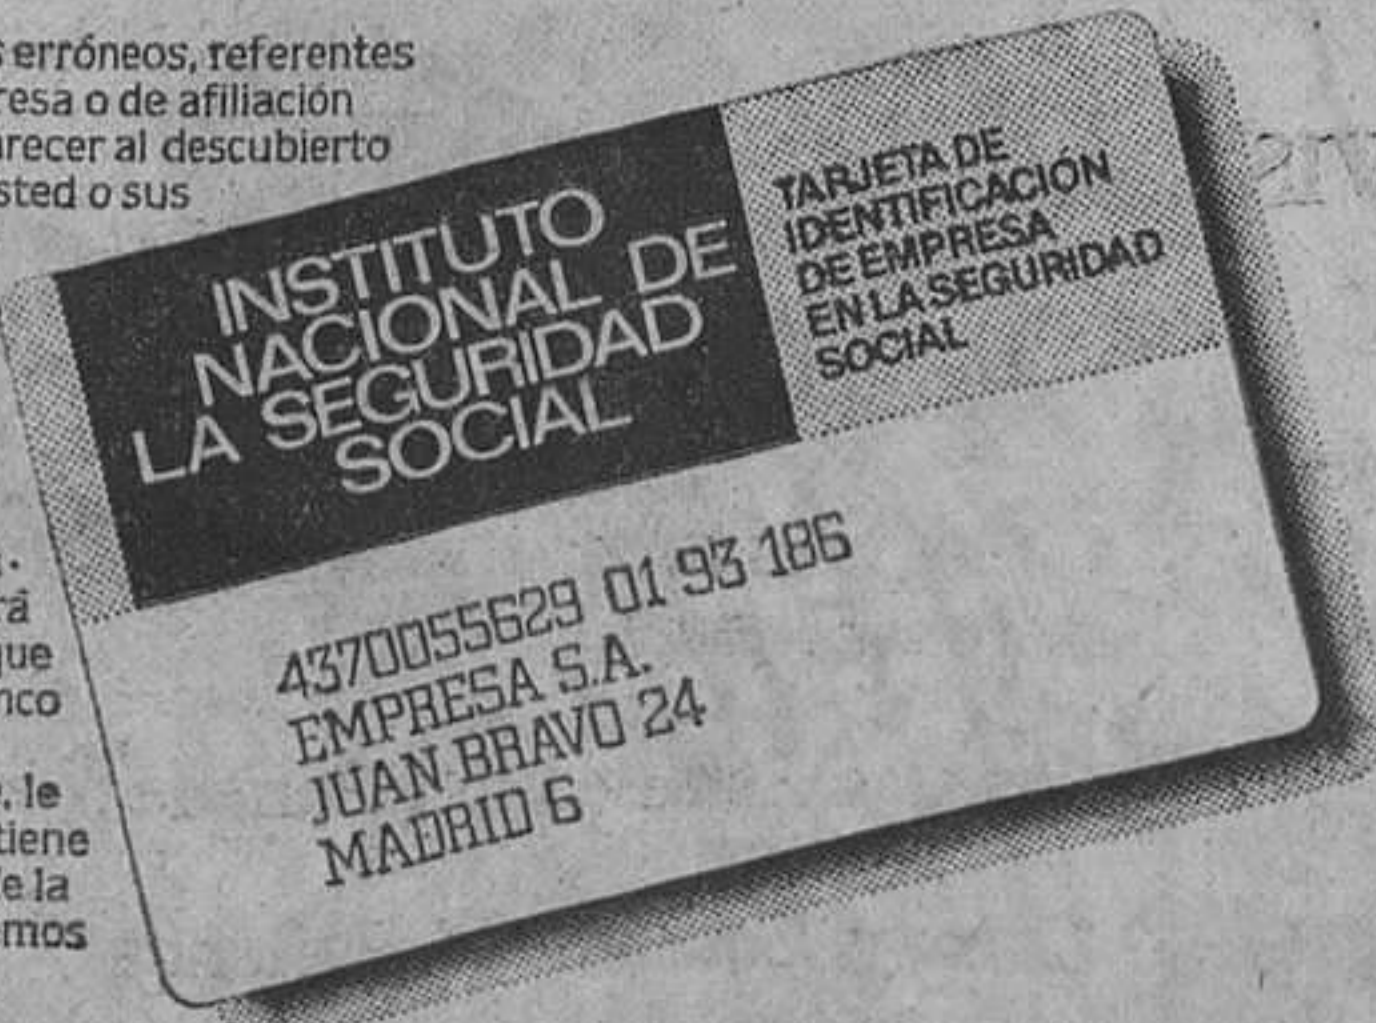 erróneos, referentes
resa o de afiliación
recer al descubierto
sted o sus
rá
que
nico
, le
tiene
e la
mos
INSTITUTO
NACIONAL DE
LA SEGURIDAD
SOCIAL
TARJETA DE
IDENTIFICACIÓN
DE EMPRESA
EN LA SEGURIDAD
SOCIAL
4370055629 01 93 186
EMPRESA S.A.
JUAN BRAVO 24
MADRID 6